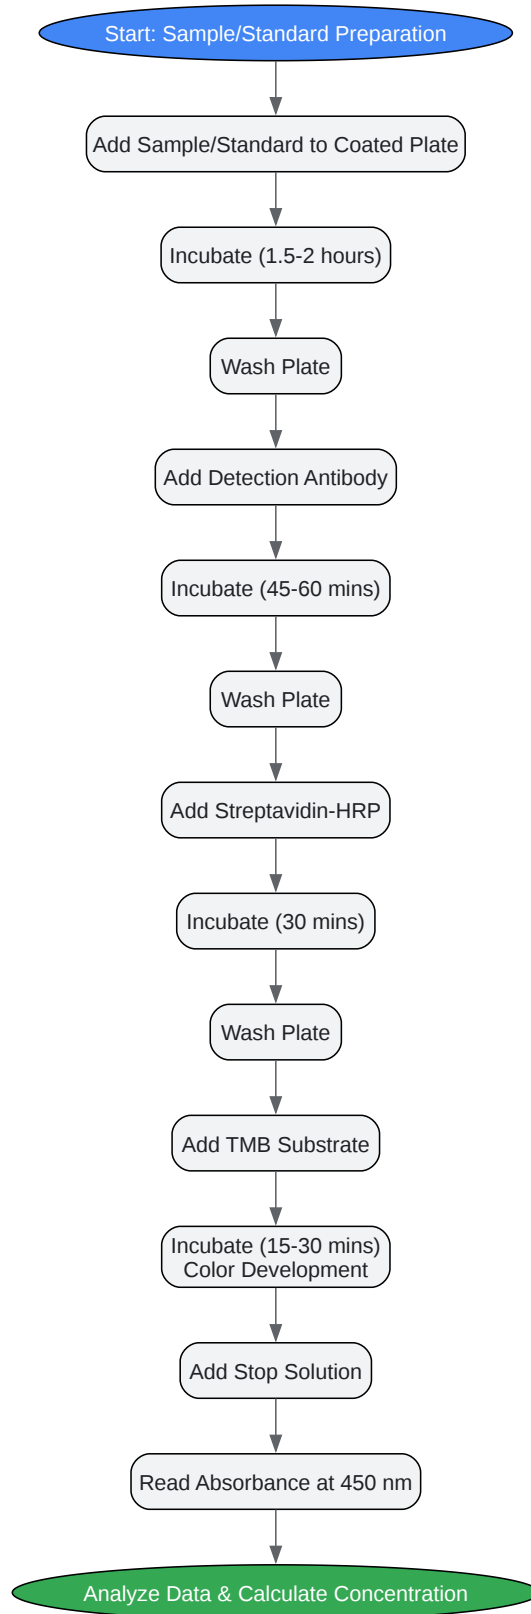 Start: Sample/Standard Preparation
Add Sample/Standard to Coated Plate
Incubate (1.5-2 hours)
Wash Plate
Add Detection Antibody
Incubate (45-60 mins)
Wash Plate
Add Streptavidin-HRP
Incubate (30 mins)
Wash Plate
Add TMB Substrate
Incubate (15-30 mins)
Color Development
Add Stop Solution
Read Absorbance at 450 nm
Analyze Data & Calculate Concentration